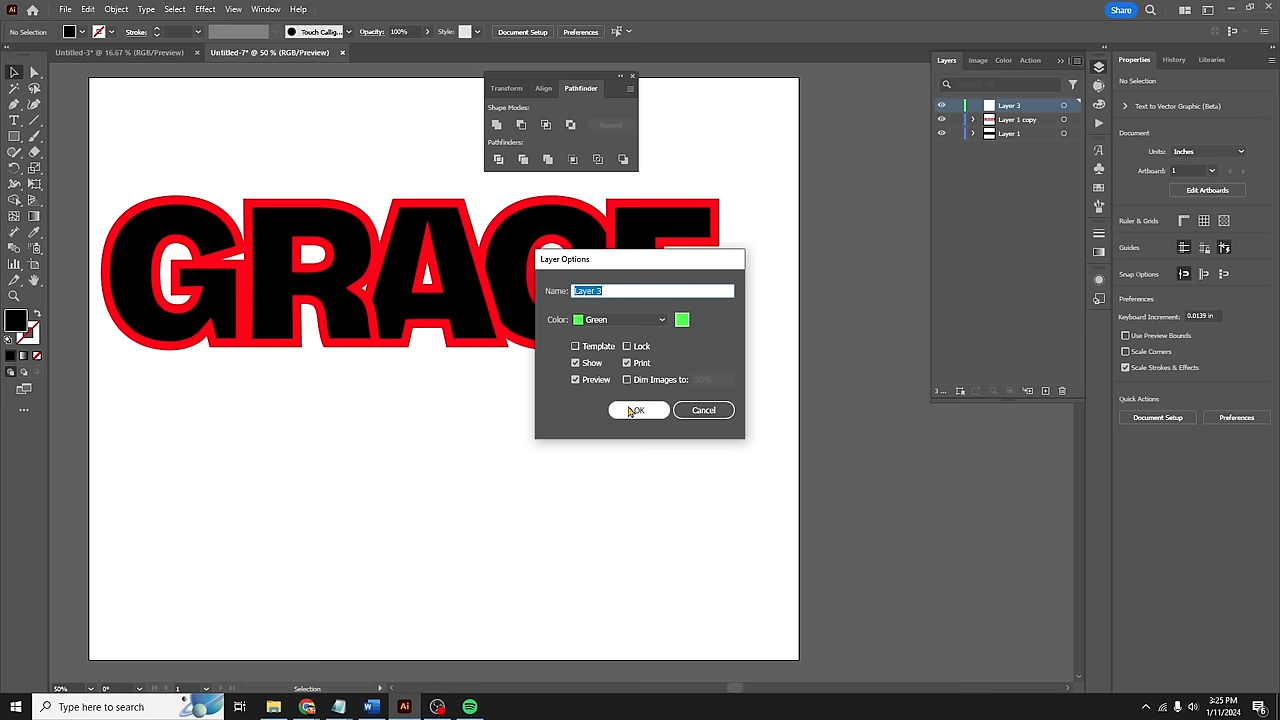 File Edit Object Type Select Effect View Window Help
Share
No Selection
Stroke:
Touch Callig...
Opacity: 100%
Style:
Document Setup
Preferences
Untitled-3* @ 16.67 % (RGB/Preview) ×
Untitled-7* @ 50 % (RGB/Preview) ×
Transform Align Pathfinder
Shape Modes:
Expand
Pathfinders:
GRACE
Layer Options
Name: Layer 3
Color: Green
Template Lock
Show Print
Preview Dim Images to: 50%
OK Cancel
Layers Image Color Action
Layer 3
Layer 1 copy
Layer 1
3 ...
Properties History Libraries
No Selection
Text to Vector Graphic (Beta)
Document
Units: Inches
Artboard: 1
Edit Artboards
Ruler & Grids
Guides
Snap Options
Preferences
Keyboard Increment: 0.0139 in
Use Preview Bounds
Scale Corners
Scale Strokes & Effects
Quick Actions
Document Setup Preferences
50% 0° 1 Selection
Type here to search
Ai
3:25 PM
1/11/2024